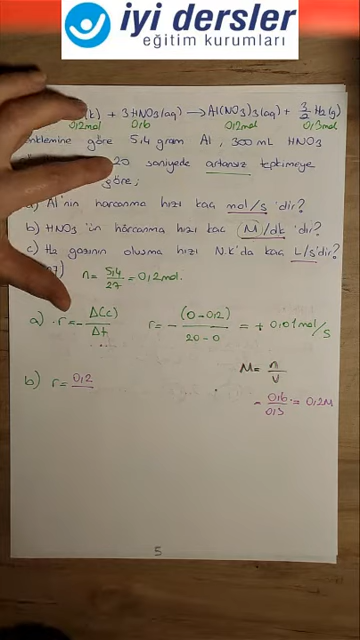 iyi dersler
eğitim kurumları
(k) + 3HNO3(aq) → Al(NO3)3(aq) + 3/2 H2(g)
0,2mol 0,6 0,2mol 0,3mol
nklemine göre 5,4 gram Al, 300 mL HNO3
20 saniyede artansız tepkimeye
göre;
a) Al'nin harcanma hızı kaç mol/s 'dir?
b) HNO3 'ün harcanma hızı kaç M/dk 'dır?
c) H2 gazının oluşma hızı N.K'da kaç L/s'dir?
27) n = 5,4/27 = 0,2 mol.
a) r = - Δ(c)/Δt r = - (0-0,2)/20-0 = + 0,01 mol/s
b) r = 0,2
M = n/V
= 0,6/0,3 = 0,2M
5